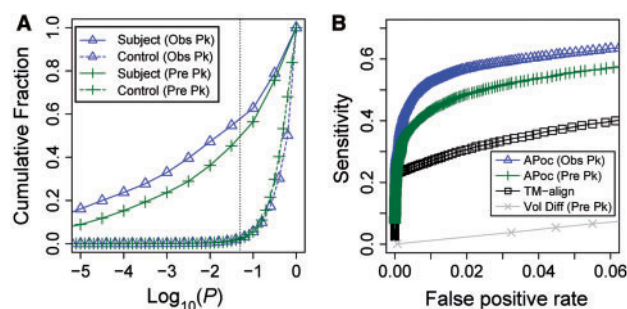 A
Cumulative Fraction
1.0
0.8
0.6
0.4
0.2
0.0
Subject (Obs Pk)
Control (Obs Pk)
Subject (Pre Pk)
Control (Pre Pk)
-5 -4 -3 -2 -1 0
Log10(P)
B
Sensitivity
0.6
0.4
0.2
0.0
APoc (Obs Pk)
APoc (Pre Pk)
TM-align
Vol Diff (Pre Pk)
0.00 0.02 0.04 0.06
False positive rate